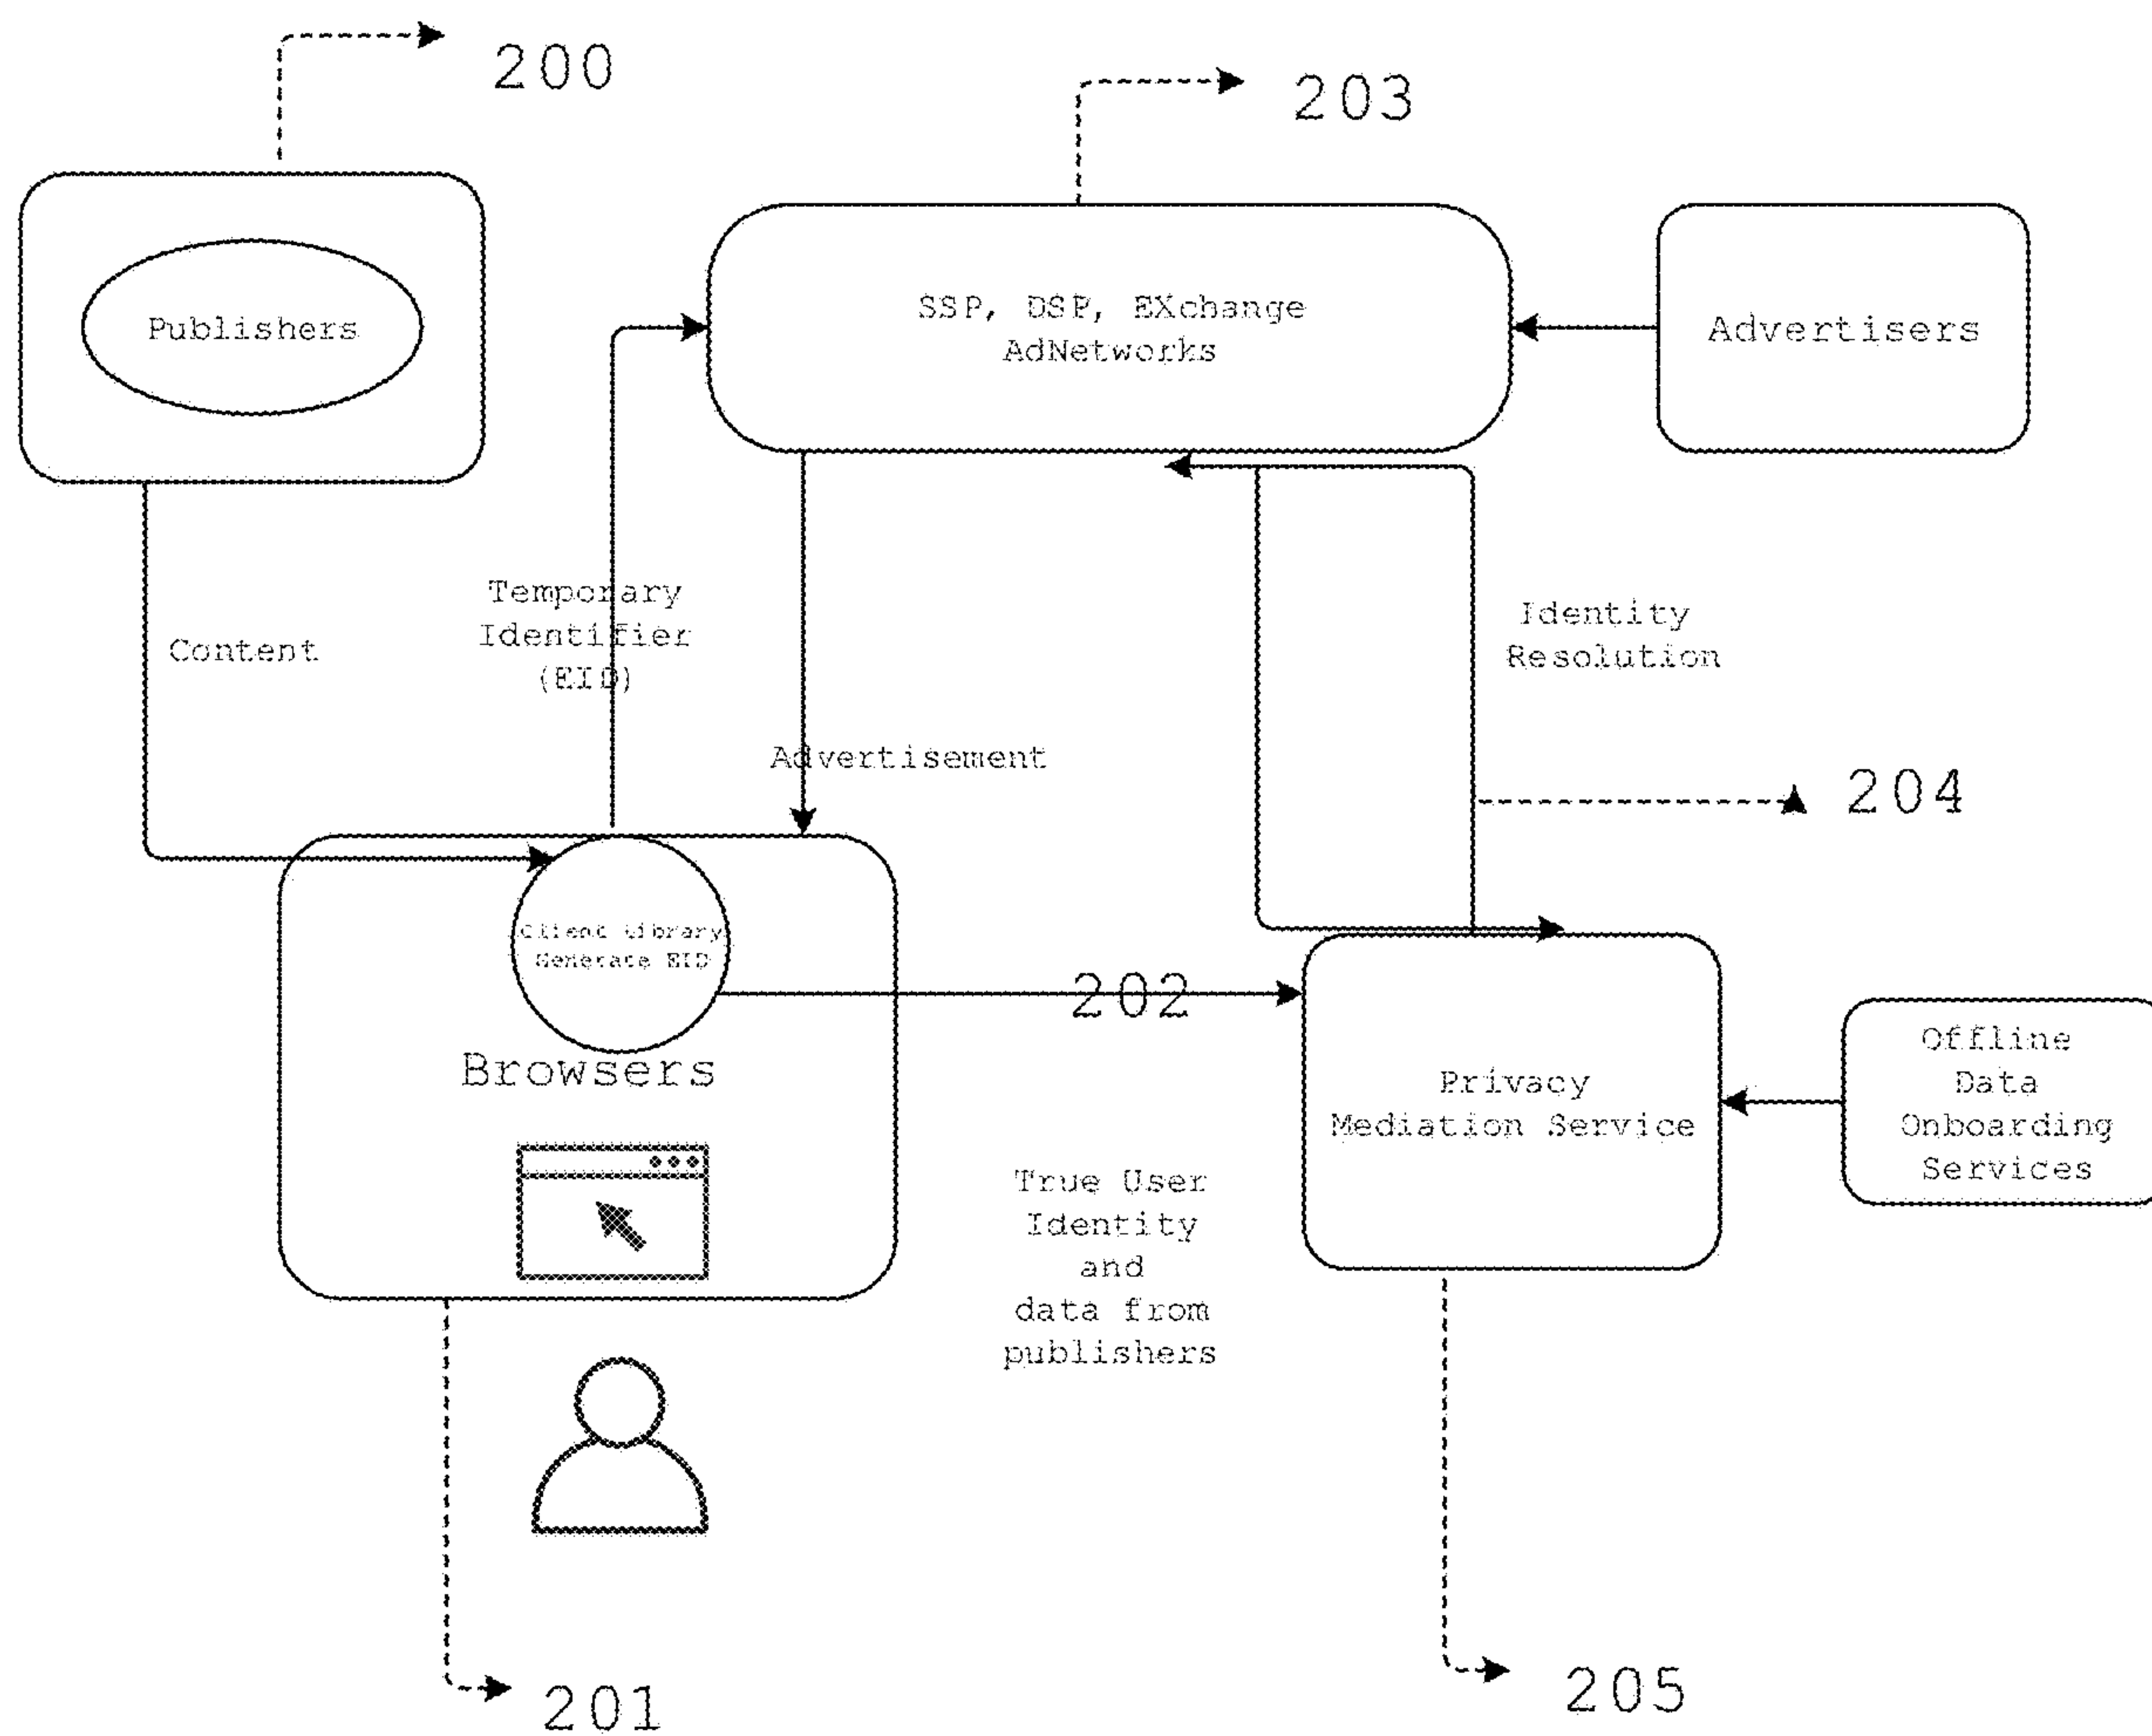 200
203
Publishers
SSP, DSP, EXchange
AdNetworks
Advertisers
Content
Temporary
Identifier
(EID)
Advertisement
Identity
Resolution
204
Client Library
Generate EID
Browsers
202
Privacy
Mediation Service
Offline
Data
Onboarding
Services
True User
Identity
and
data from
publishers
201
205